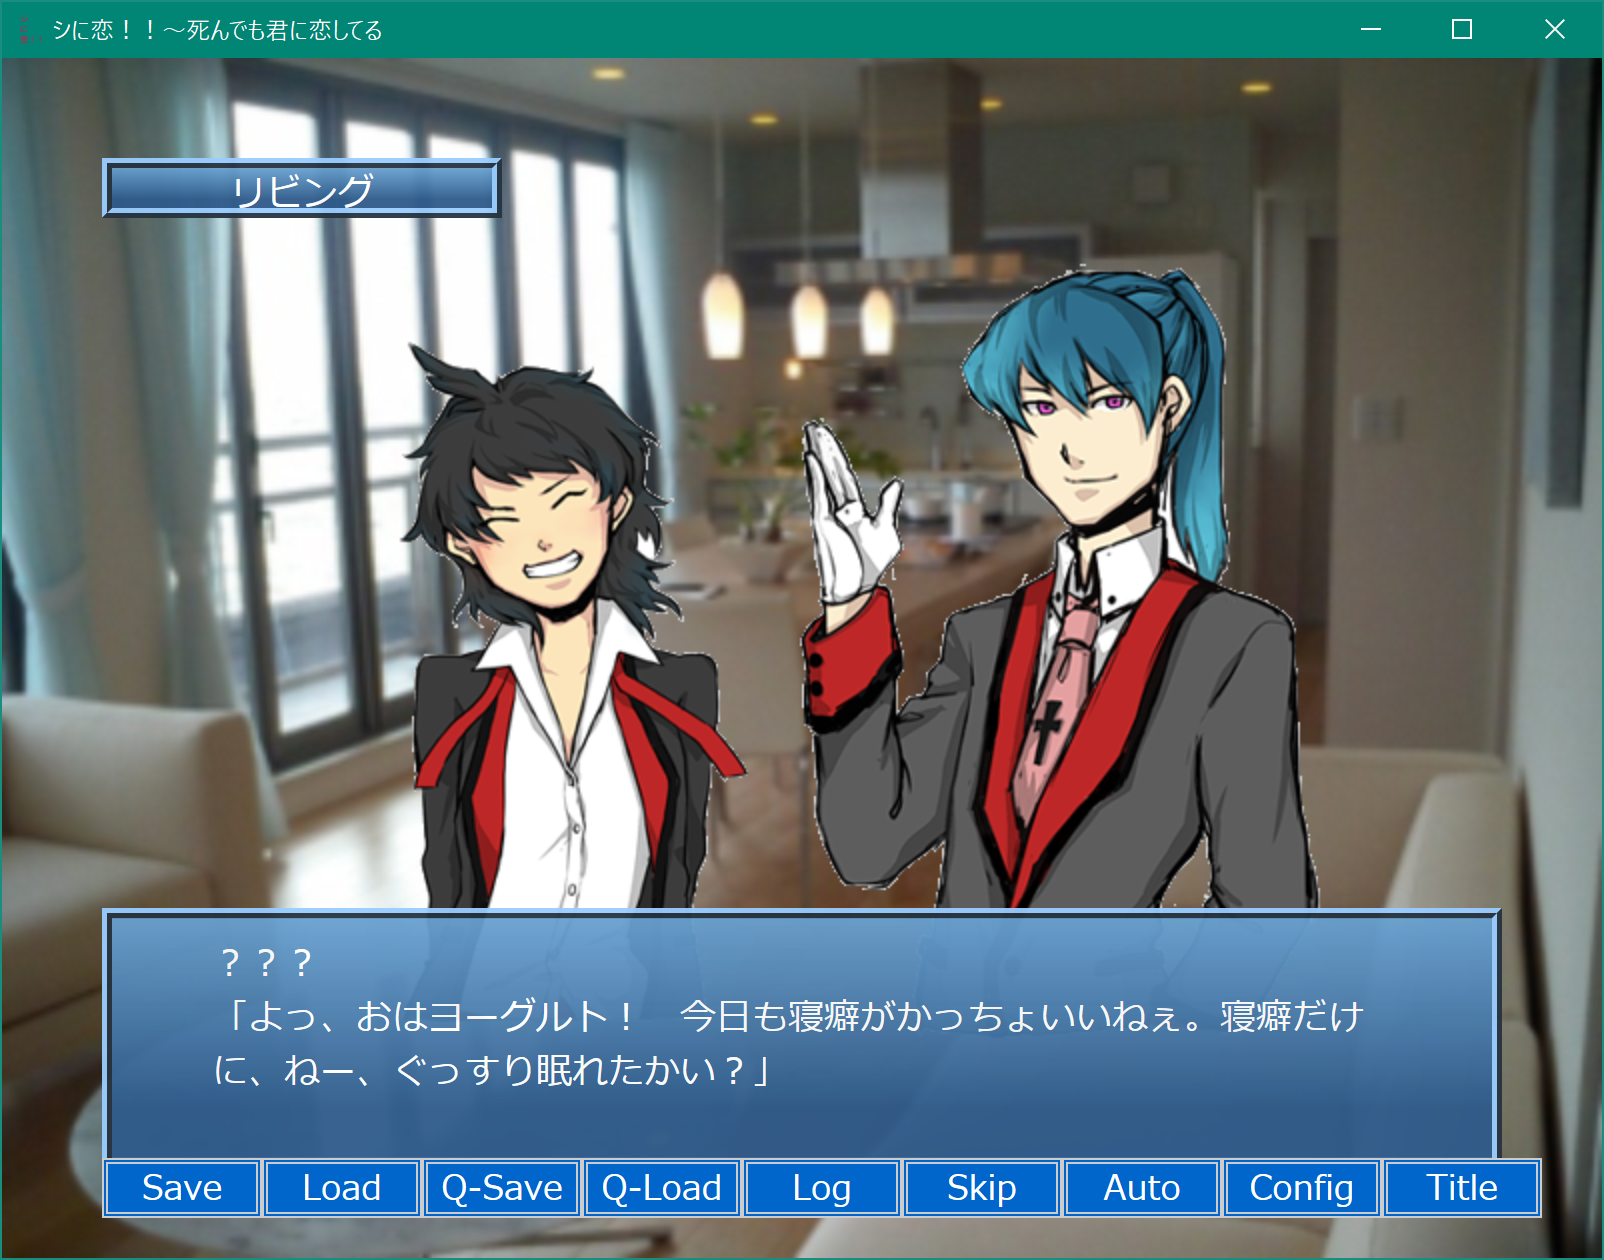 シに恋！！～死んでも君に恋してる
リビング
？？？
「よっ、おはヨーグルト！　今日も寝癖がかっちょいいねぇ。寝癖だけ
に、ねー、ぐっすり眠れたかい？」
Save Load Q-Save Q-Load Log Skip Auto Config Title